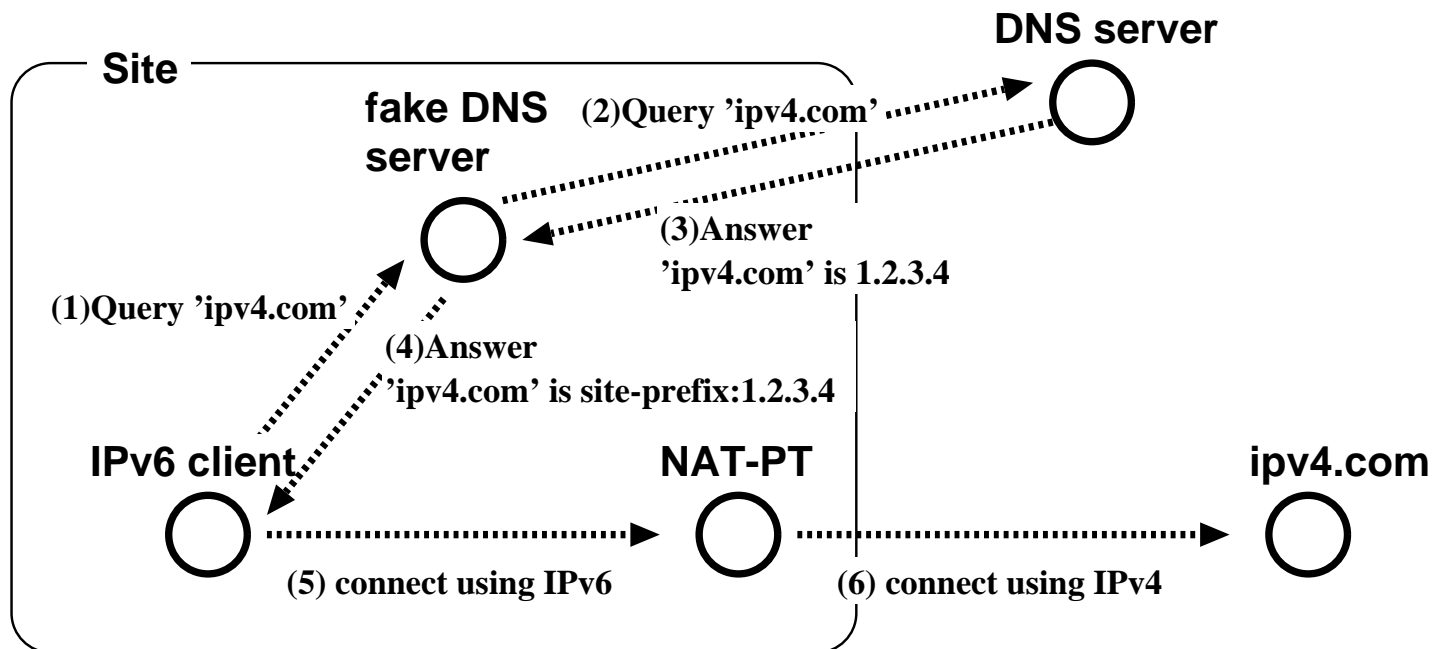 DNS server
Site
fake DNS
server
(2)Query ’ipv4.com’
(3)Answer
’ipv4.com’ is 1.2.3.4
(1)Query ’ipv4.com’
(4)Answer
’ipv4.com’ is site-prefix:1.2.3.4
IPv6 client
NAT-PT
ipv4.com
(5) connect using IPv6
(6) connect using IPv4